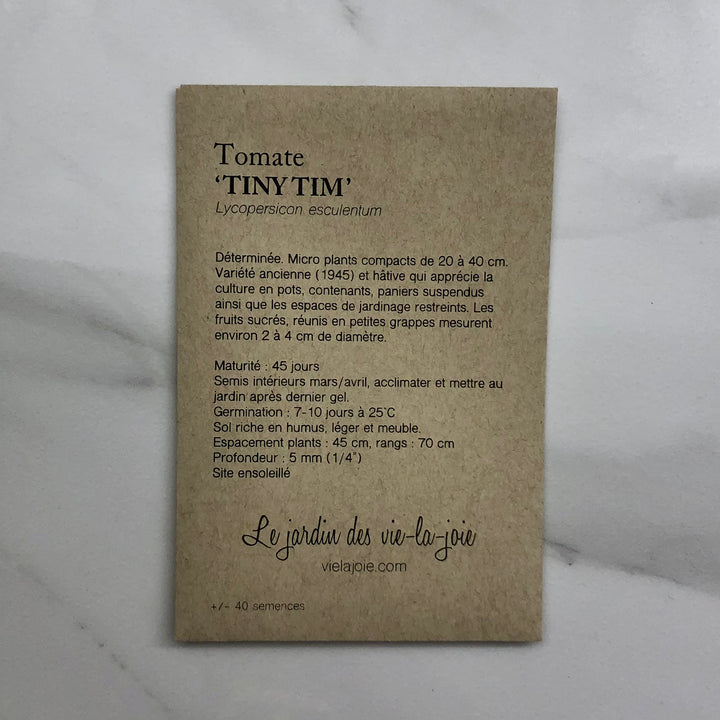 Tomate
‘TINY TIM’
Lycopersicon esculentum
Déterminée. Micro plants compacts de 20 à 40 cm.
Variété ancienne (1945) et hâtive qui apprécie la
culture en pots, contenants, paniers suspendus
ainsi que les espaces de jardinage restreints. Les
fruits sucrés, réunis en petites grappes mesurent
environ 2 à 4 cm de diamètre.
Maturité : 45 jours
Semis intérieurs mars/avril, acclimater et mettre au
jardin après dernier gel.
Germination : 7-10 jours à 25°C
Sol riche en humus, léger et meuble.
Espacement plants : 45 cm, rangs : 70 cm
Profondeur : 5 mm (1/4")
Site ensoleillé
Le jardin des vie-la-joie
vielajoie.com
+/- 40 semences